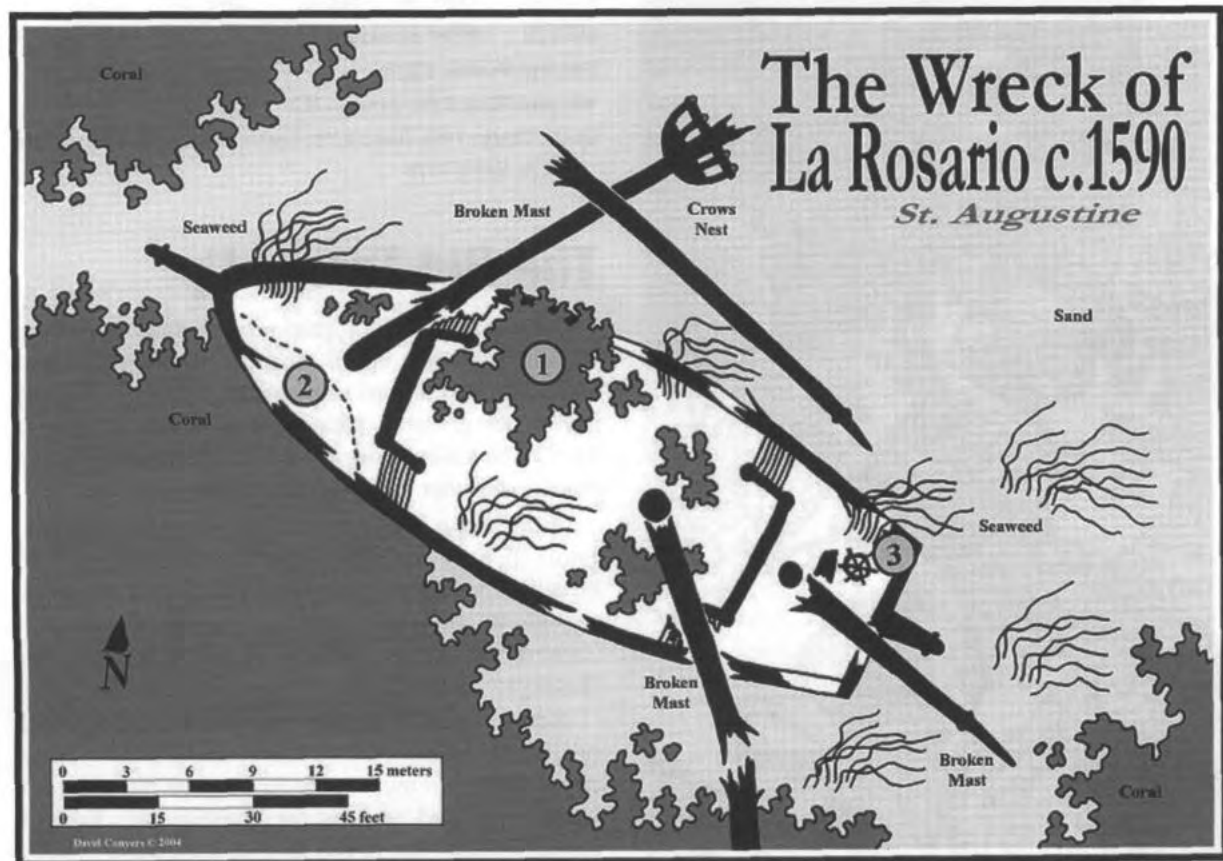 The Wreck of
La Rosario c.1590
St. Augustine
Coral
Seaweed
Broken Mast
Crows
Nest
Sand
1
2
Coral
Seaweed
3
N
Broken
Mast
Broken
Mast
Coral
0 3 6 9 12 15 meters
0 15 30 45 feet
David Conyers © 2004